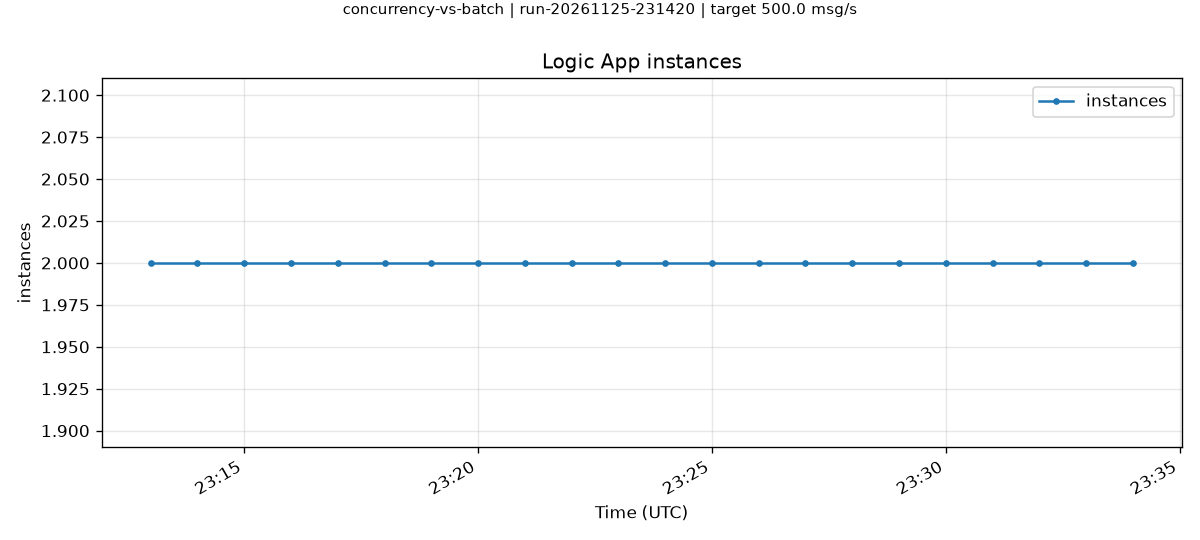 concurrency-vs-batch | run-20261125-231420 | target 500.0 msg/s
Logic App instances
instances
2.100
2.075
2.050
2.025
2.000
1.975
1.950
1.925
1.900
instances
23:15
23:20
23:25
23:30
23:35
Time (UTC)